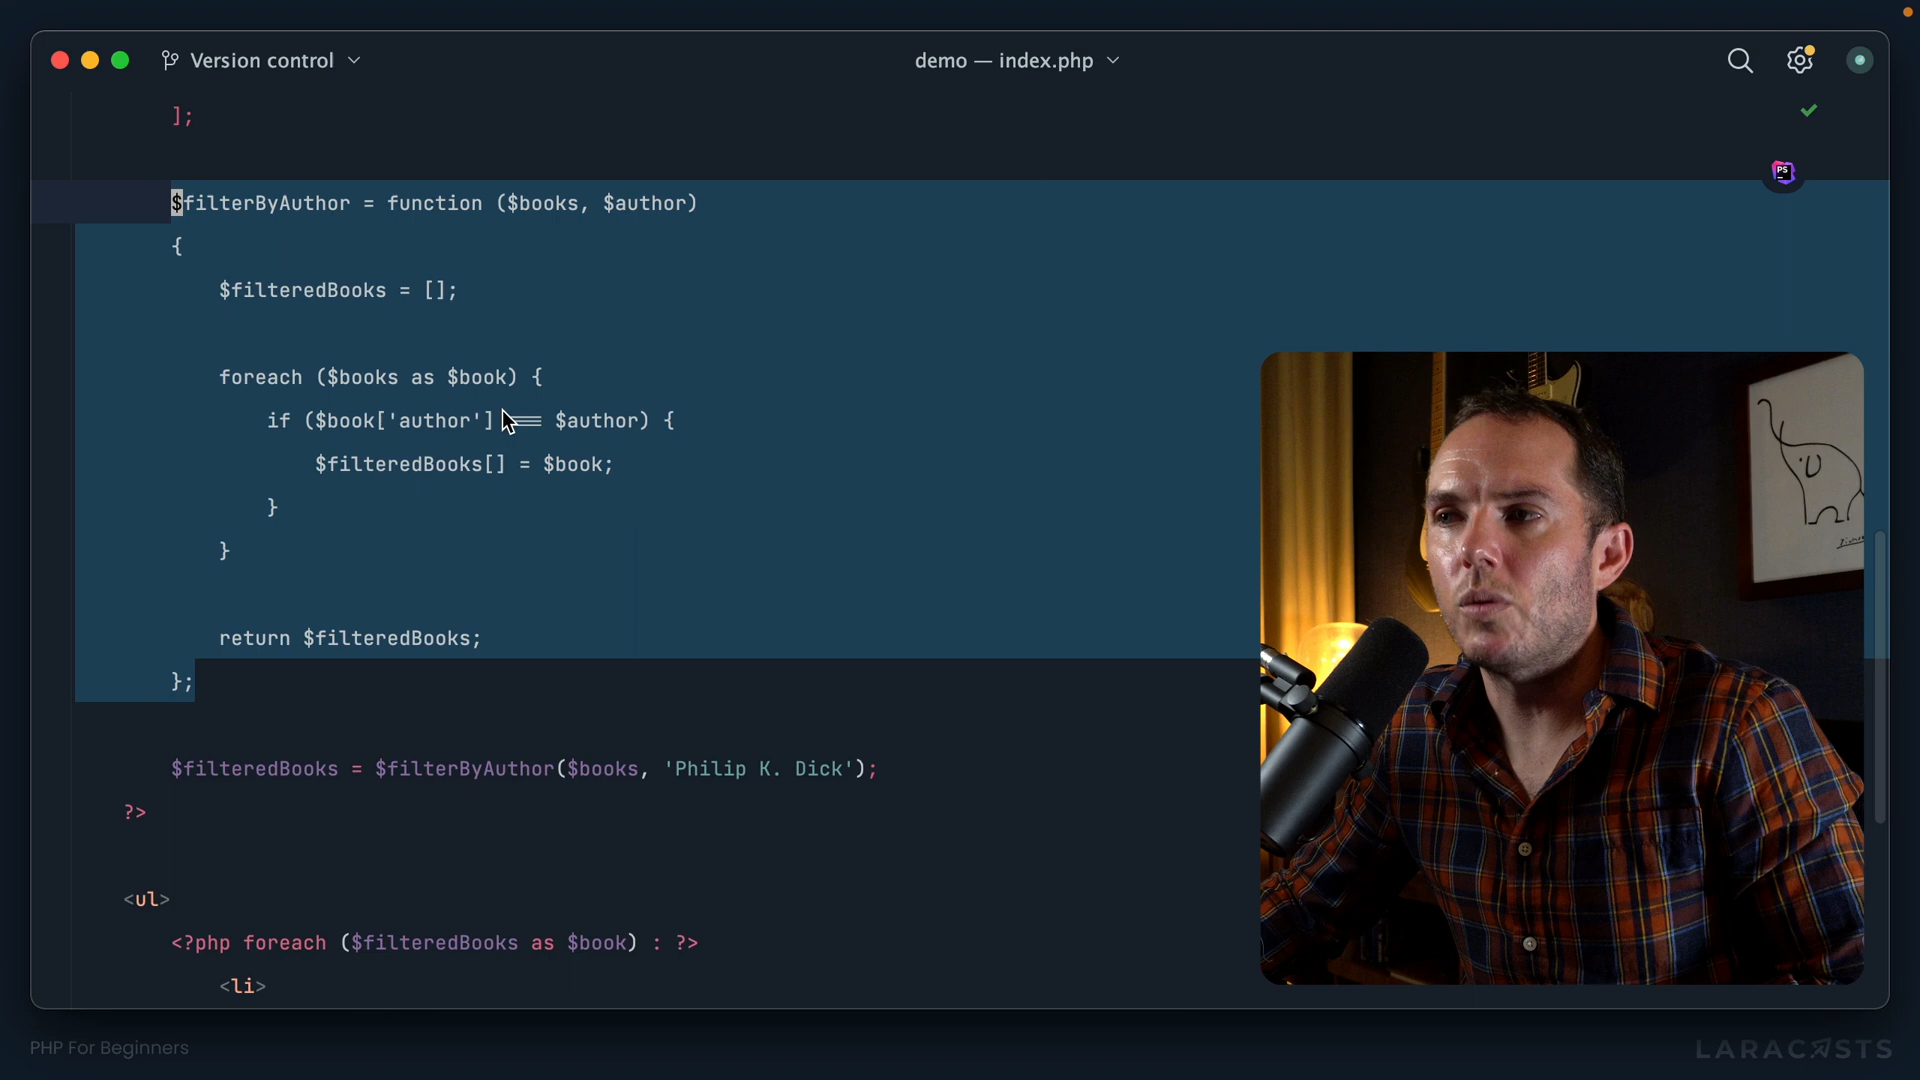 Version control
demo — index.php
];
PS
$filterByAuthor = function ($books, $author)
{
$filteredBooks = [];
foreach ($books as $book) {
if ($book['author'] === $author) {
$filteredBooks[] = $book;
}
}
return $filteredBooks;
};
$filteredBooks = $filterByAuthor($books, 'Philip K. Dick');
?>
<ul>
<?php foreach ($filteredBooks as $book) : ?>
<li>
PHP For Beginners
LARACASTS